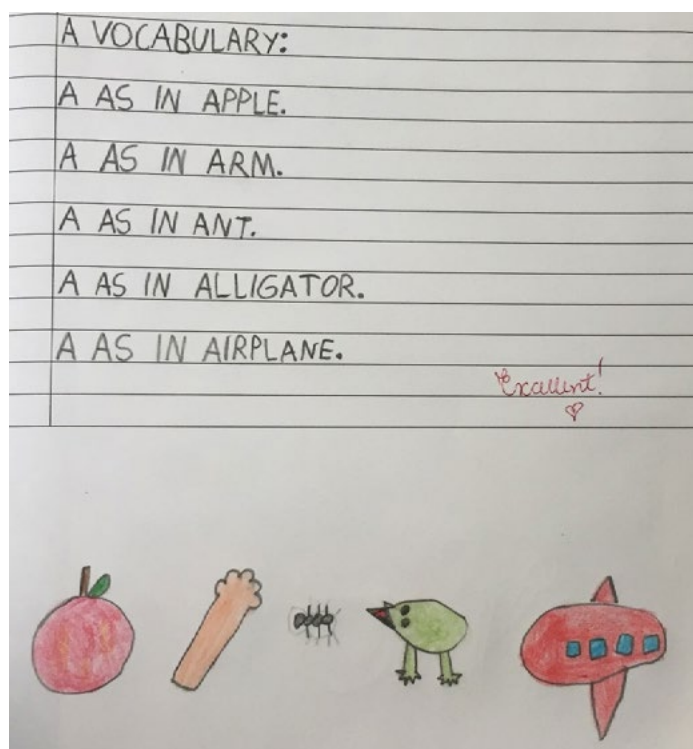 A VOCABULARY:
A AS IN APPLE.
A AS IN ARM.
A AS IN ANT.
A AS IN ALLIGATOR.
A AS IN AIRPLANE.
Excellent!